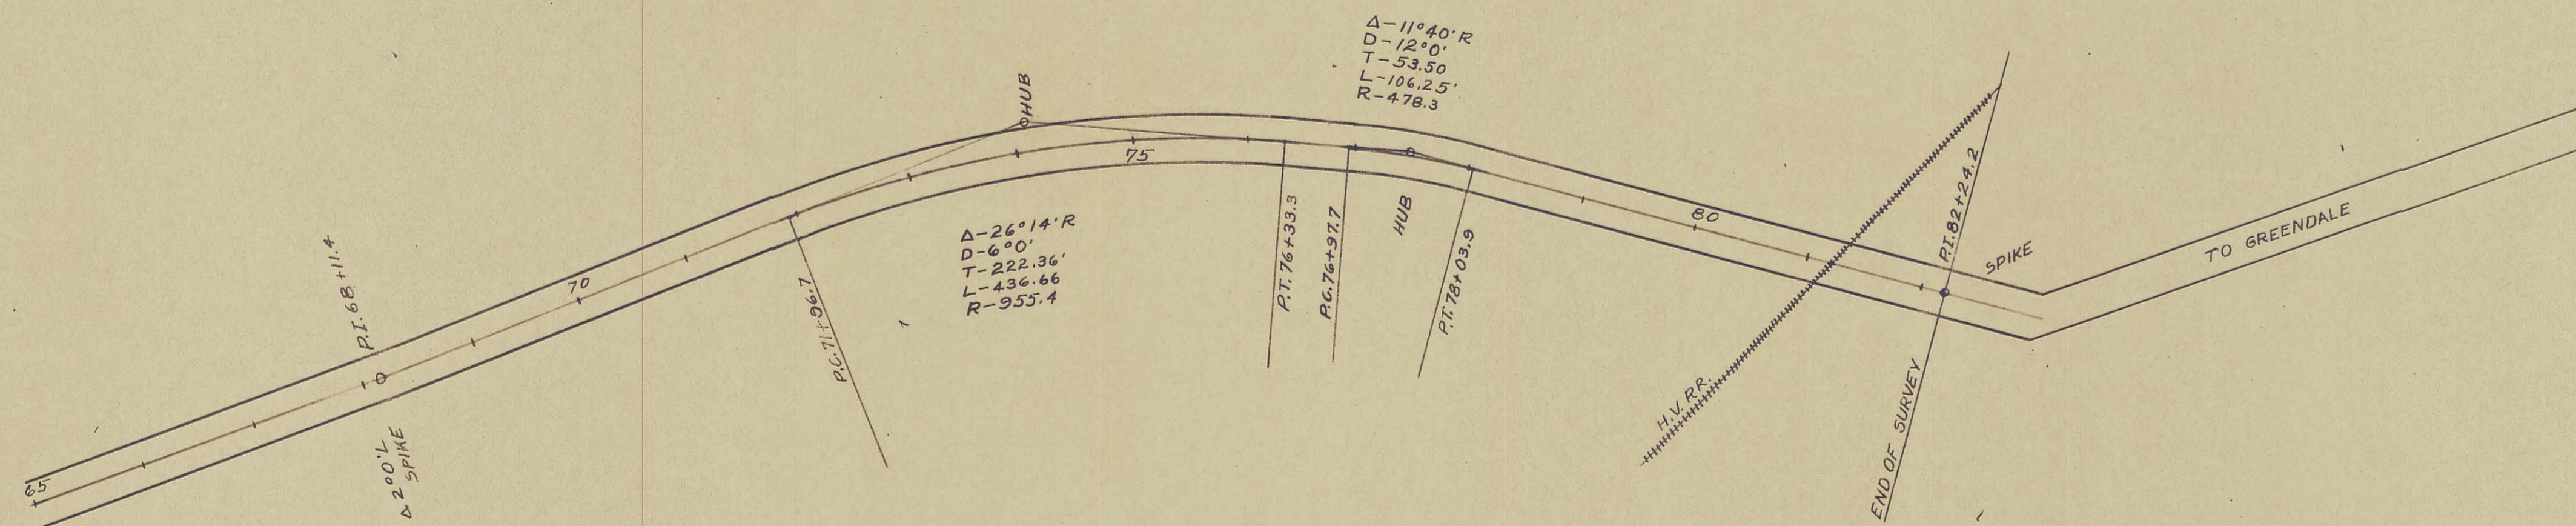 65
P.I. 68+11.4
Δ 2°0'L
SPIKE
70
P.C. 71+96.7
HUB
75
Δ-26°14'R
D-6°0'
T-222.36'
L-436.66
R-955.4
P.T. 76+33.3
P.C. 76+97.7
HUB
Δ-11°40'R
D-12°0'
T-53.50
L-106.25'
R-478.3
P.T. 78+03.9
80
H.V. RR.
P.I. 82+24.2
SPIKE
END OF SURVEY
TO GREENDALE